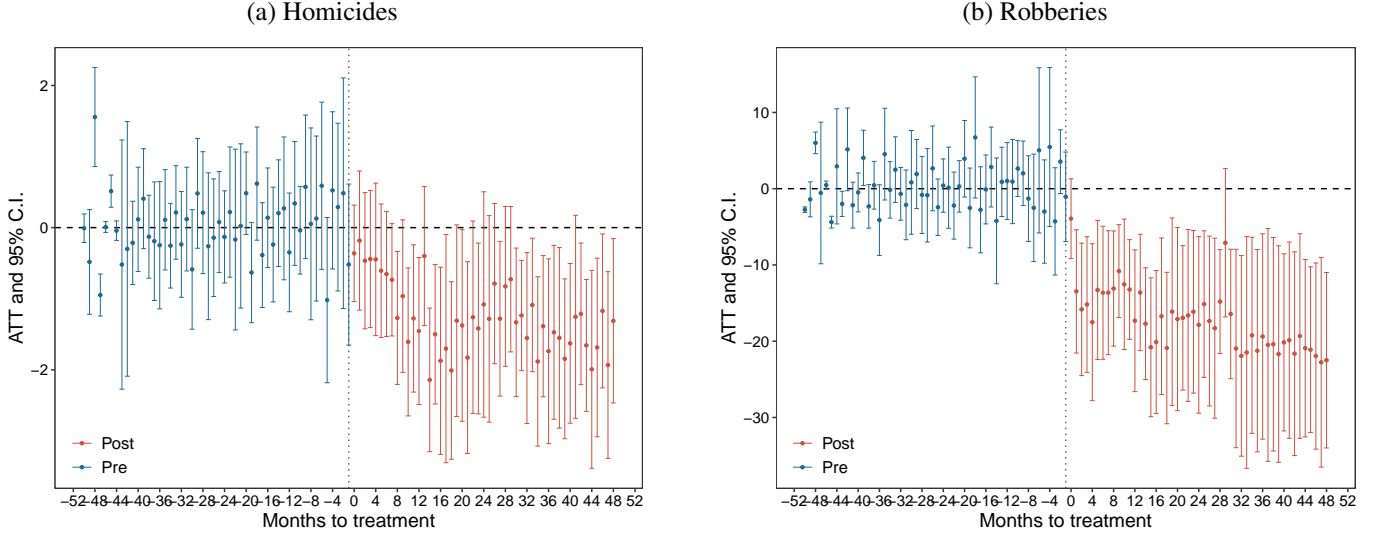 (a) Homicides
2
0
−2
ATT and 95% C.I.
Post
Pre
−52 −48 −44 −40 −36 −32 −28 −24 −20 −16 −12 −8 −4 0 4 8 12 16 20 24 28 32 36 40 44 48 52
Months to treatment
(b) Robberies
10
0
−10
−20
−30
ATT and 95% C.I.
Post
Pre
−52 −48 −44 −40 −36 −32 −28 −24 −20 −16 −12 −8 −4 0 4 8 12 16 20 24 28 32 36 40 44 48 52
Months to treatment